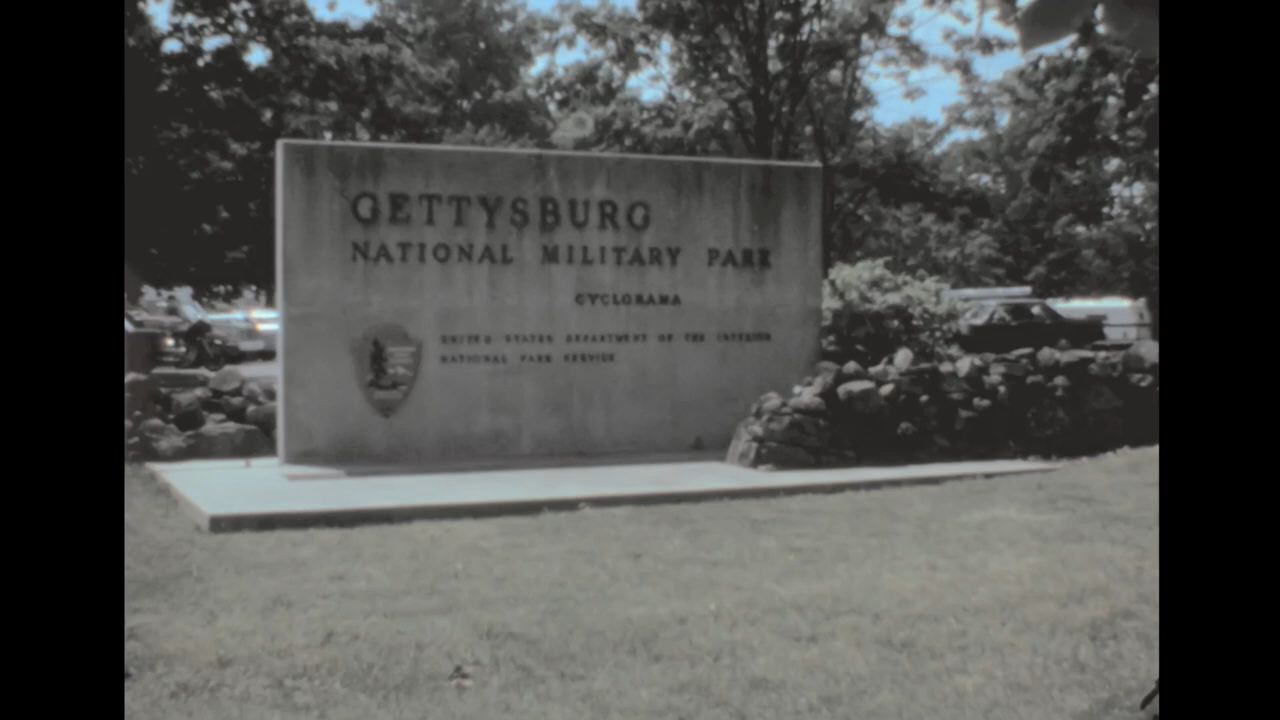 GETTYSBURG
NATIONAL MILITARY PARK
CYCLORAMA
UNITED STATES DEPARTMENT OF THE INTERIOR
NATIONAL PARK SERVICE